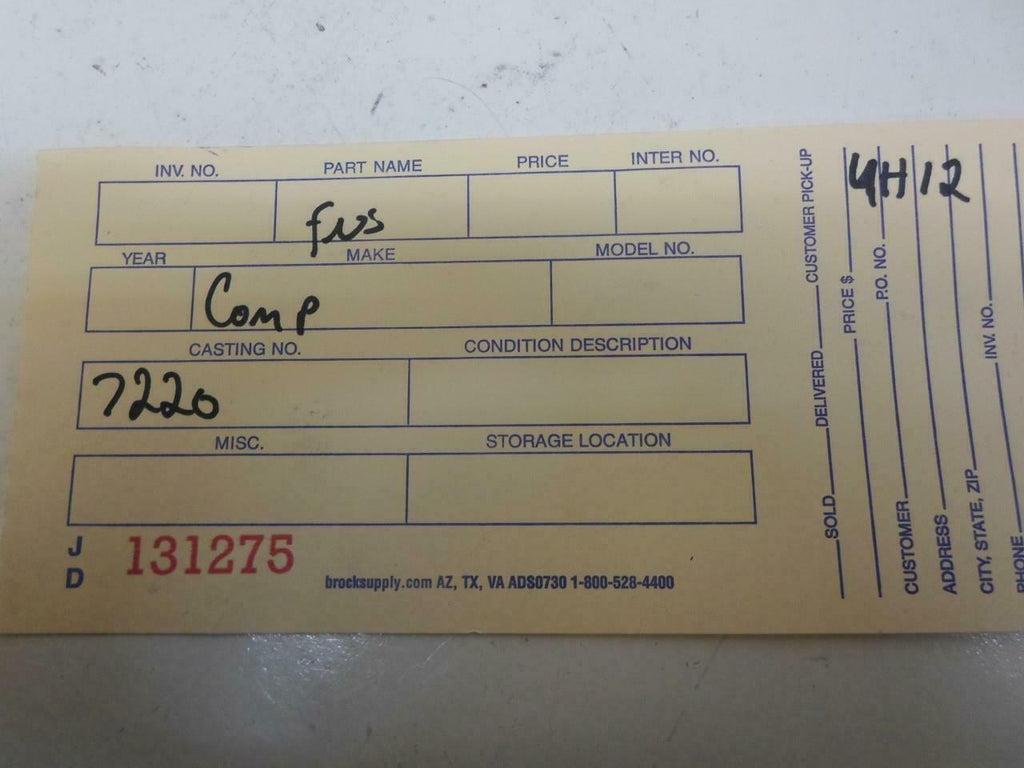 INV. NO. PART NAME PRICE INTER NO.
fus
YEAR MAKE MODEL NO.
Comp
CASTING NO. CONDITION DESCRIPTION
7220
MISC. STORAGE LOCATION
J D 131275
brocksupply.com AZ, TX, VA ADS0730 1-800-528-4400
4H12
SOLD DELIVERED CUSTOMER PICK-UP
PRICE $
P.O. NO.
CUSTOMER
ADDRESS
CITY, STATE, ZIP
INV. NO.
PHONE